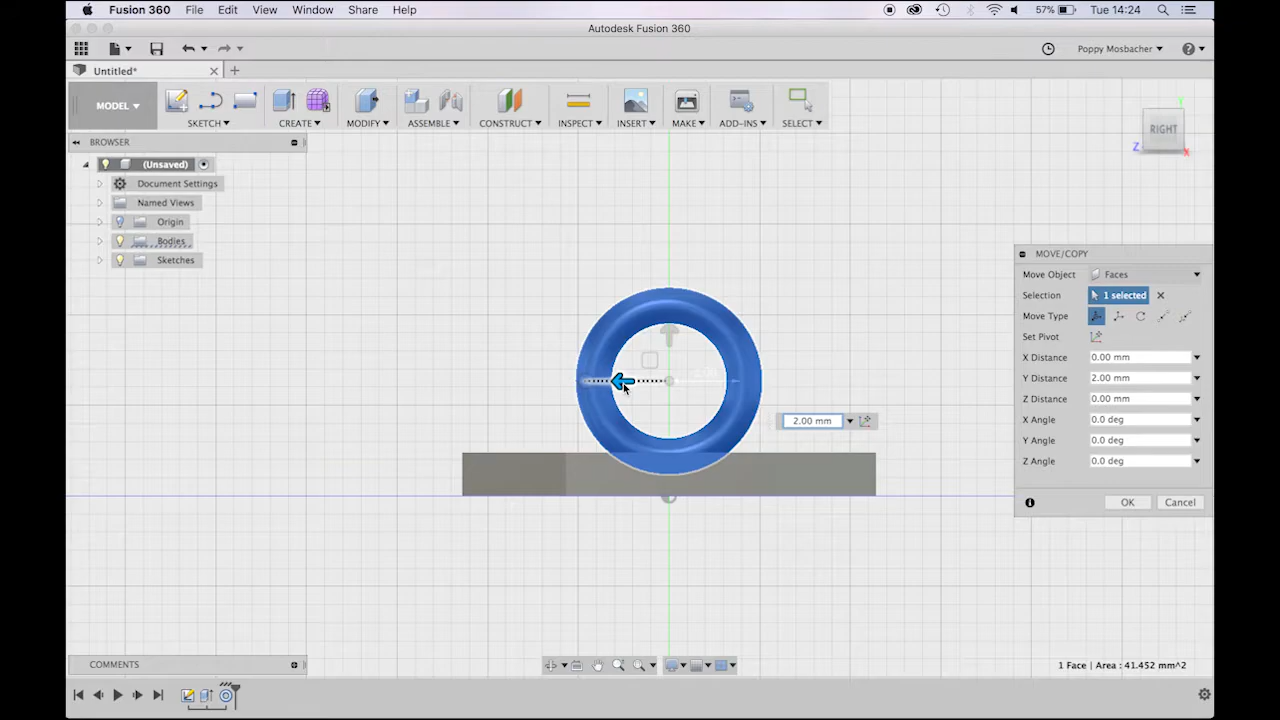 Fusion 360 File Edit View Window Share Help 57% Tue 14:24
Autodesk Fusion 360
Poppy Mosbacher
Untitled*
MODEL
SKETCH CREATE MODIFY ASSEMBLE CONSTRUCT INSPECT INSERT MAKE ADD-INS SELECT
BROWSER
(Unsaved)
Document Settings
Named Views
Origin
Bodies
Sketches
Y
RIGHT
Z X
MOVE/COPY
Move Object Faces
Selection 1 selected
Move Type
Set Pivot
X Distance 0.00 mm
Y Distance 2.00 mm
Z Distance 0.00 mm
X Angle 0.0 deg
Y Angle 0.0 deg
Z Angle 0.0 deg
OK Cancel
2.00 mm
COMMENTS
1 Face | Area : 41.452 mm^2